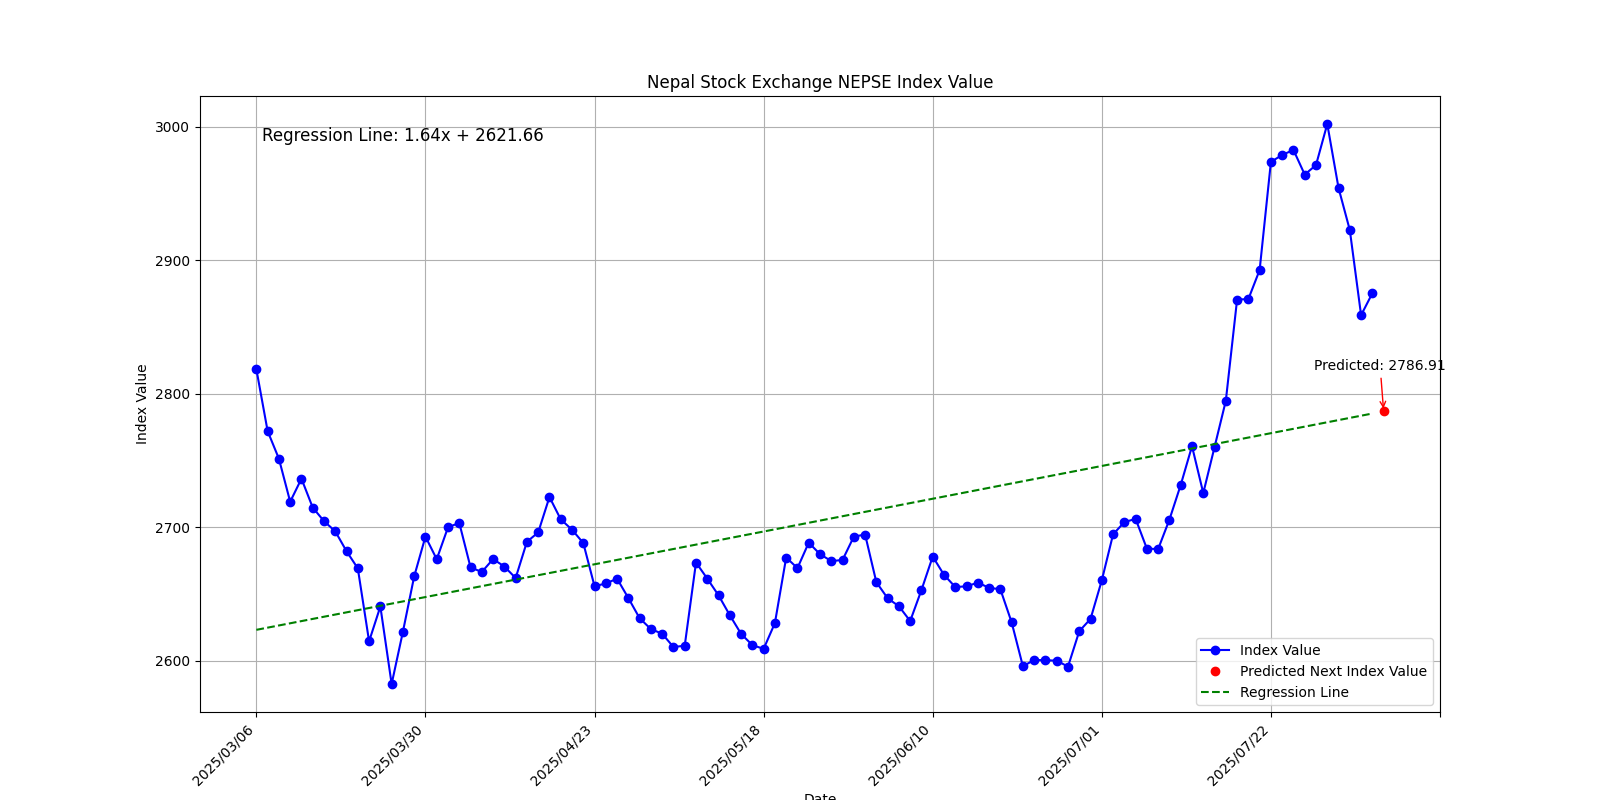 Nepal Stock Exchange NEPSE Index Value
Regression Line: 1.64x + 2621.66
3000
2900
2800
2700
2600
Index Value
Predicted: 2786.91
Index Value
Predicted Next Index Value
Regression Line
2025/03/06
2025/03/30
2025/04/23
2025/05/18
2025/06/10
2025/07/01
2025/07/22
Date